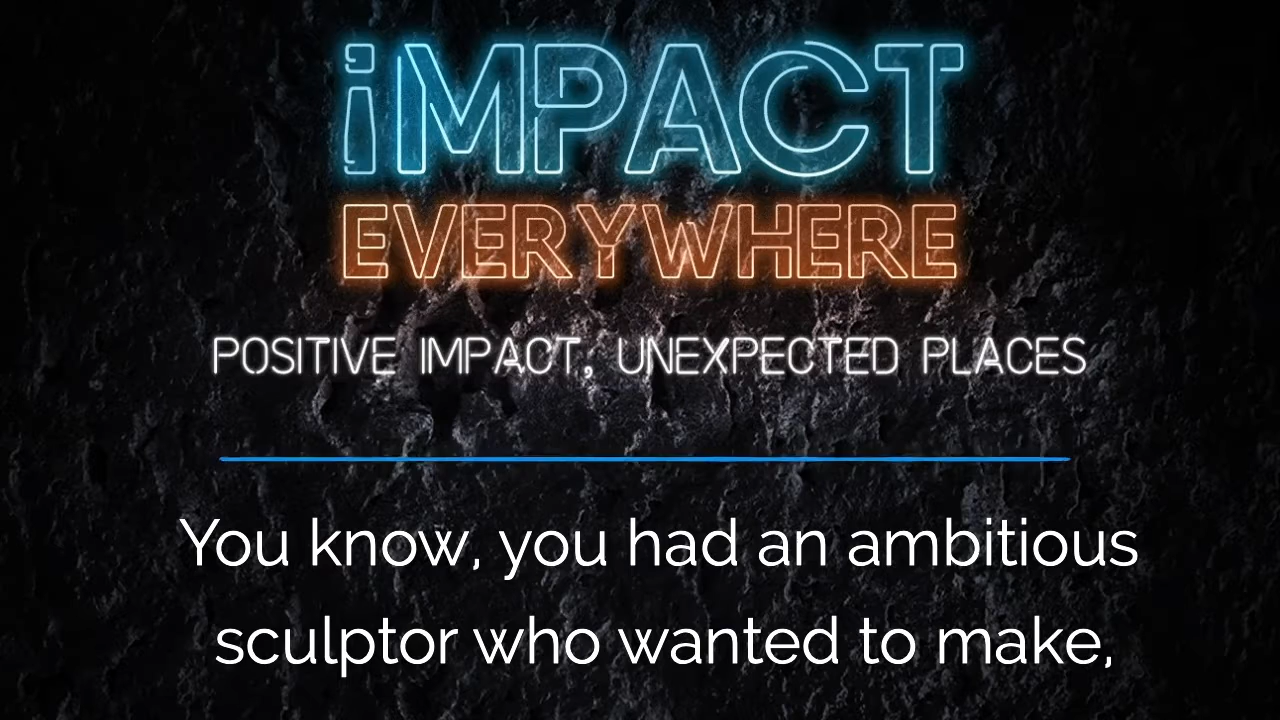 iMPACT
EVERYWHERE
POSITIVE IMPACT, UNEXPECTED PLACES
You know, you had an ambitious
sculptor who wanted to make,